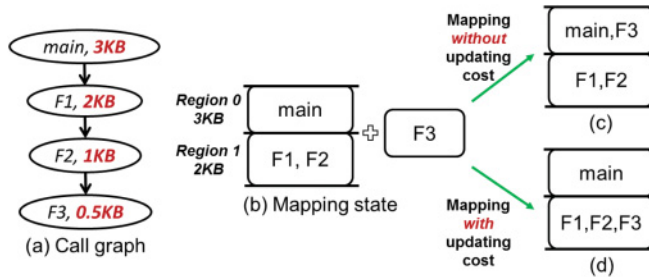 main, 3KB
F1, 2KB
F2, 1KB
F3, 0.5KB
(a) Call graph
Region 0
3KB
main
Region 1
2KB
F1, F2
F3
(b) Mapping state
Mapping
without
updating
cost
main,F3
F1,F2
(c)
Mapping
with
updating
cost
main
F1,F2,F3
(d)